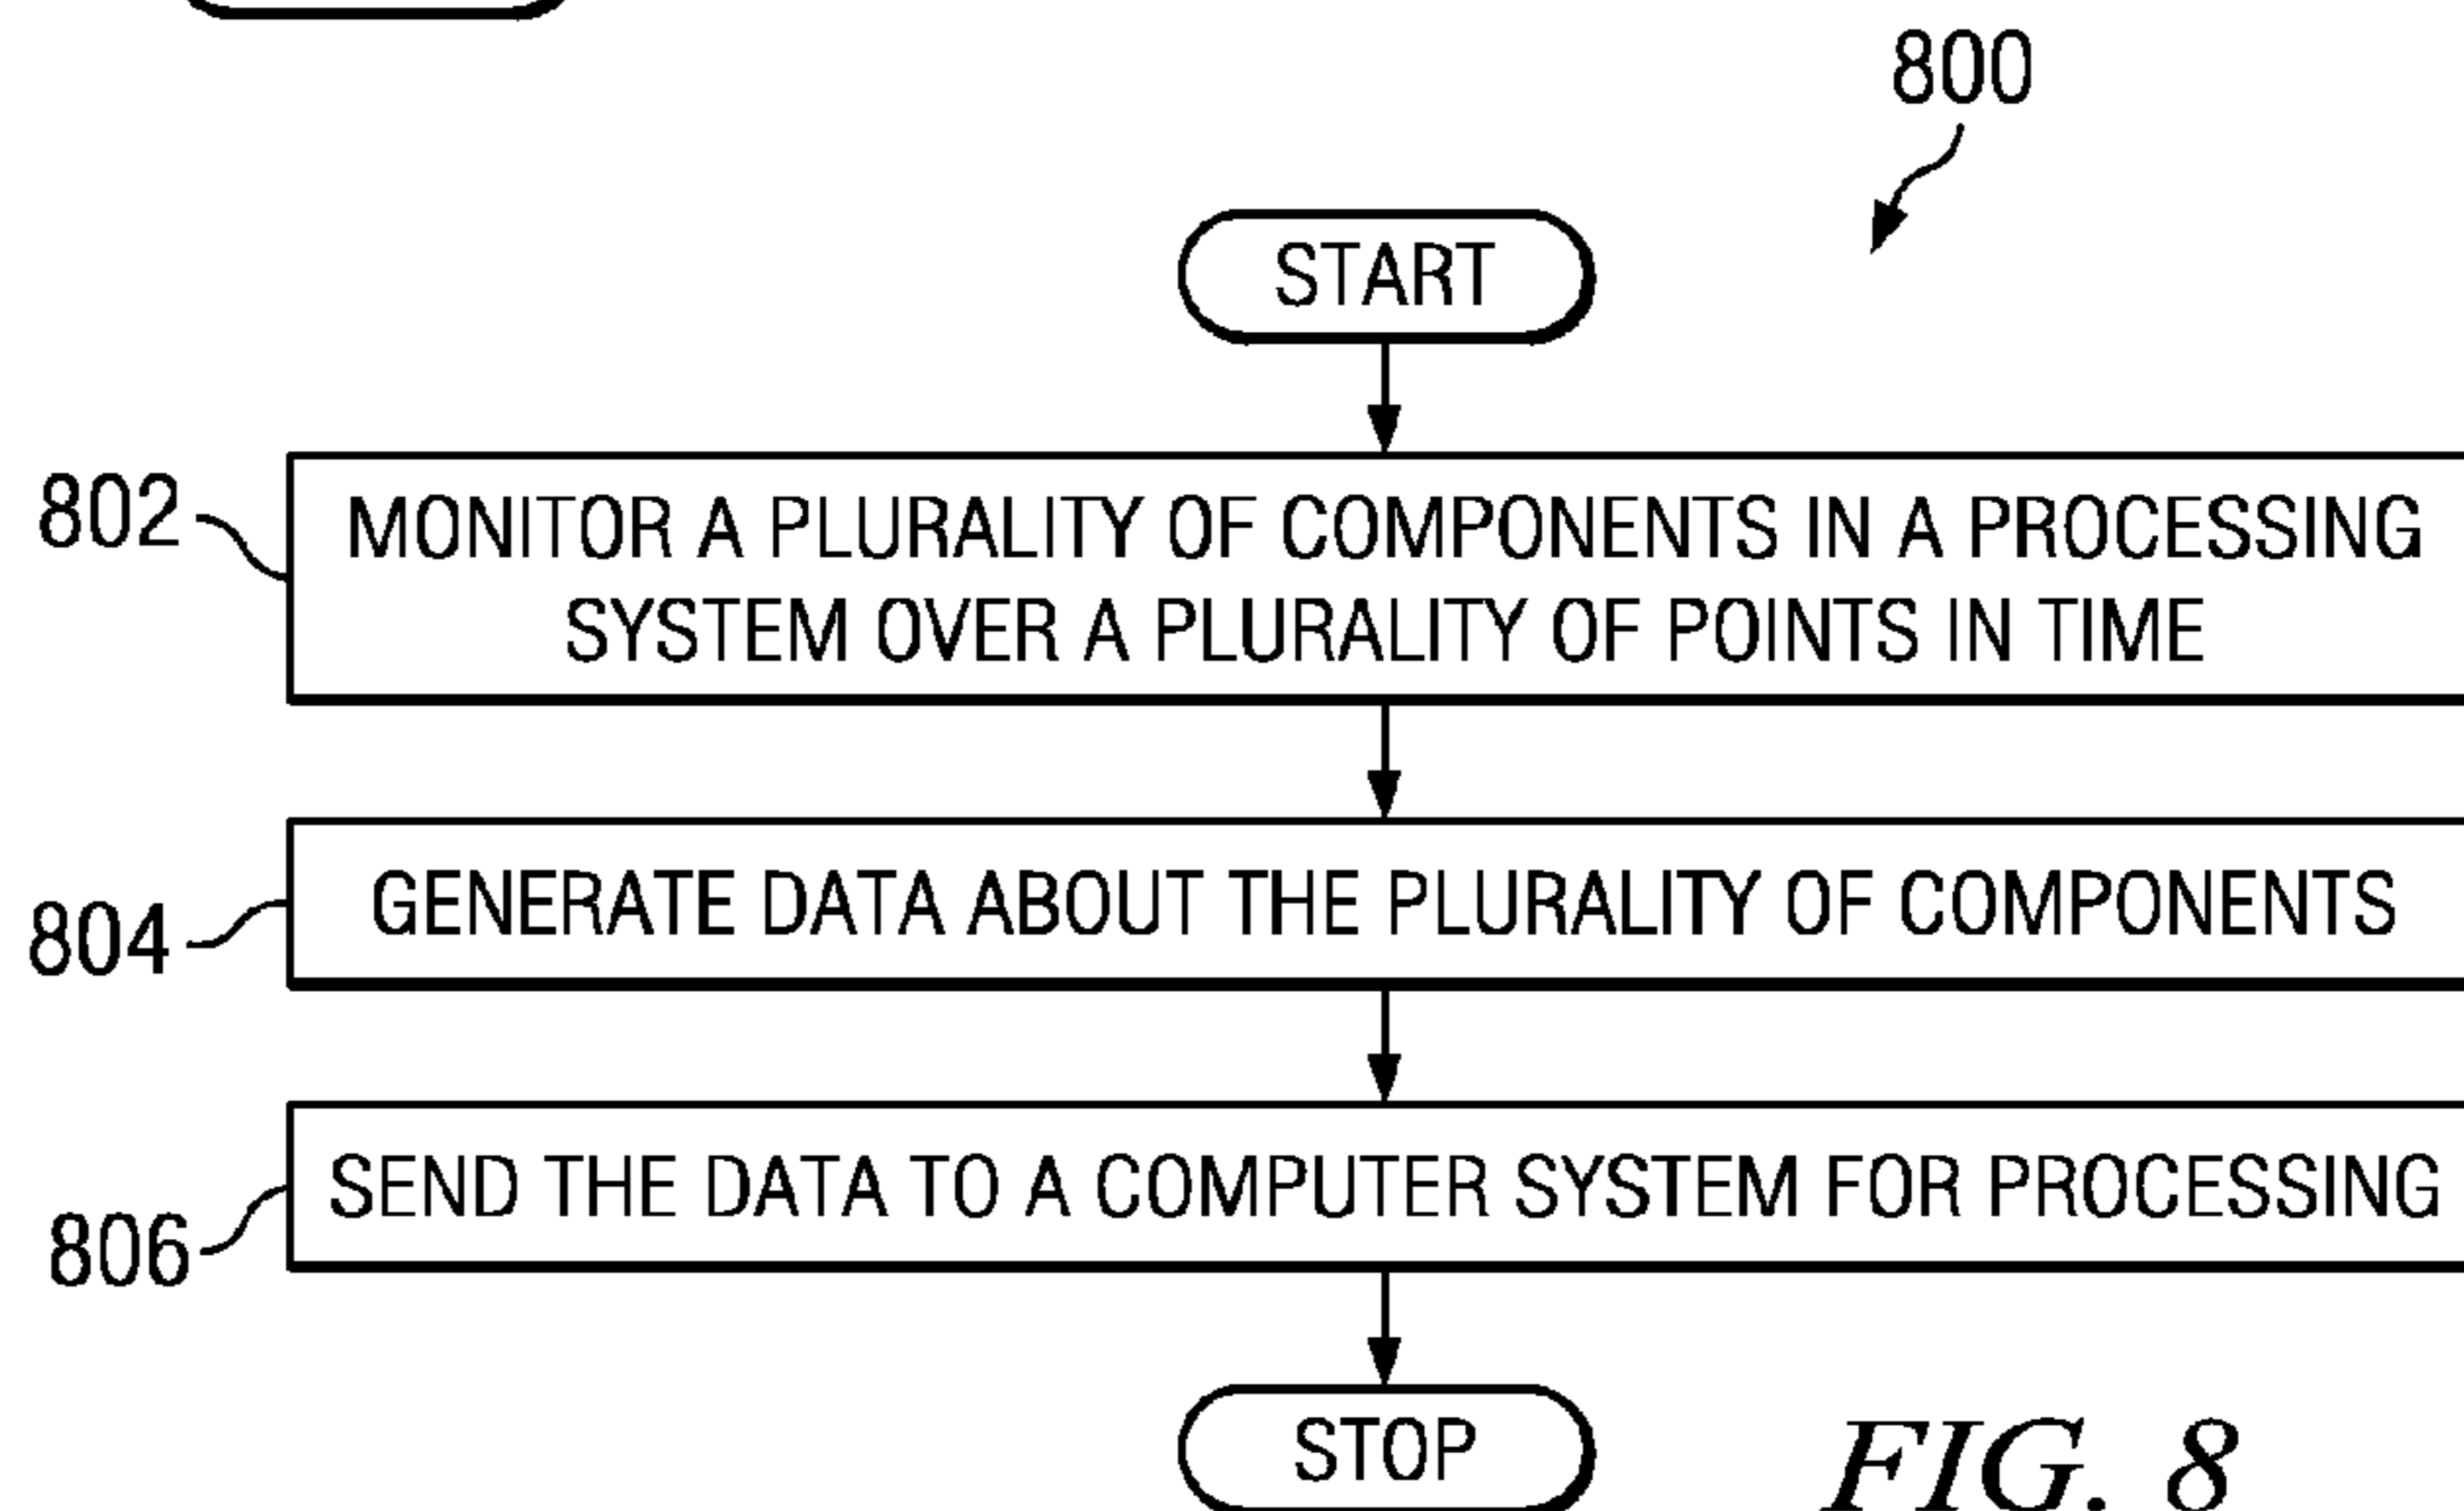 800
START
802
MONITOR A PLURALITY OF COMPONENTS IN A PROCESSING
SYSTEM OVER A PLURALITY OF POINTS IN TIME
804
GENERATE DATA ABOUT THE PLURALITY OF COMPONENTS
806
SEND THE DATA TO A COMPUTER SYSTEM FOR PROCESSING
STOP
FIG. 8